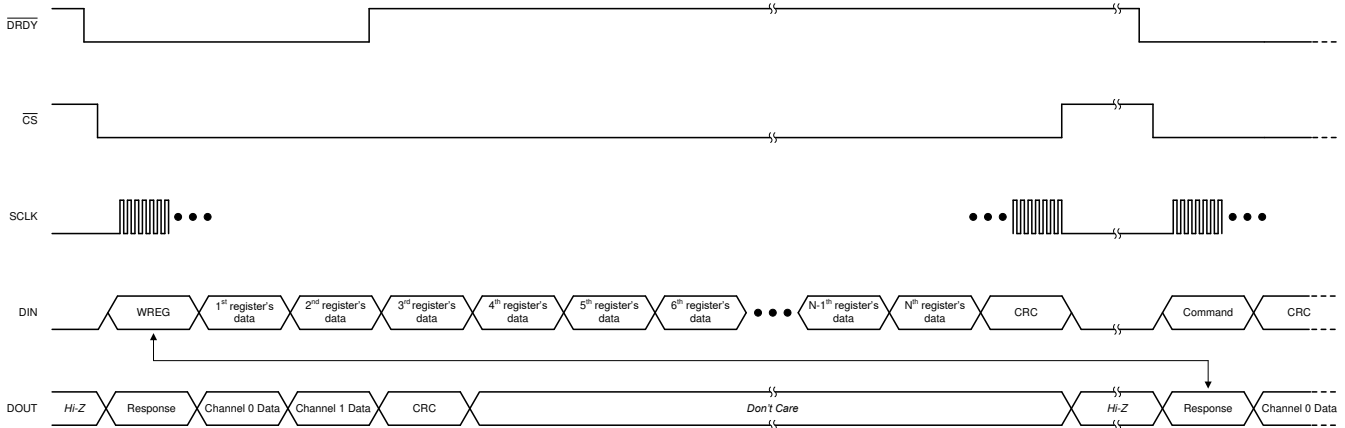 DRDY
CS
SCLK
DIN
WREG
1st register's
data
2nd register's
data
3rd register's
data
4th register's
data
5th register's
data
6th register's
data
N-1th register's
data
Nth register's
data
CRC
Command
CRC
DOUT
Hi-Z
Response
Channel 0 Data
Channel 1 Data
CRC
Don't Care
Hi-Z
Response
Channel 0 Data